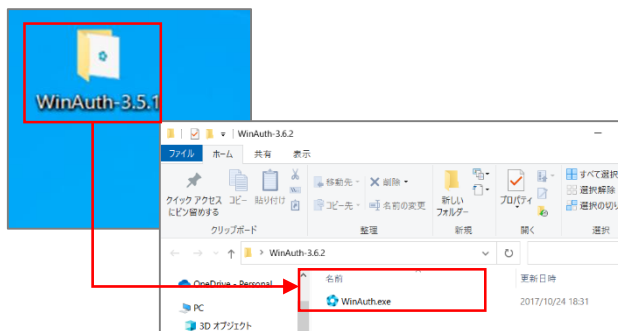 WinAuth-3.5.1
WinAuth-3.6.2
ファイル ホーム 共有 表示
クイック アクセス
にピン留めする
コピー
貼り付け
移動先
削除
コピー先
名前の変更
新しい
フォルダー
プロパティ
すべて選択
選択解除
選択の切り
クリップボード 整理 新規 開く 選択
WinAuth-3.6.2
OneDrive - Personal
名前 更新日時
PC
WinAuth.exe 2017/10/24 18:31
3D オブジェクト